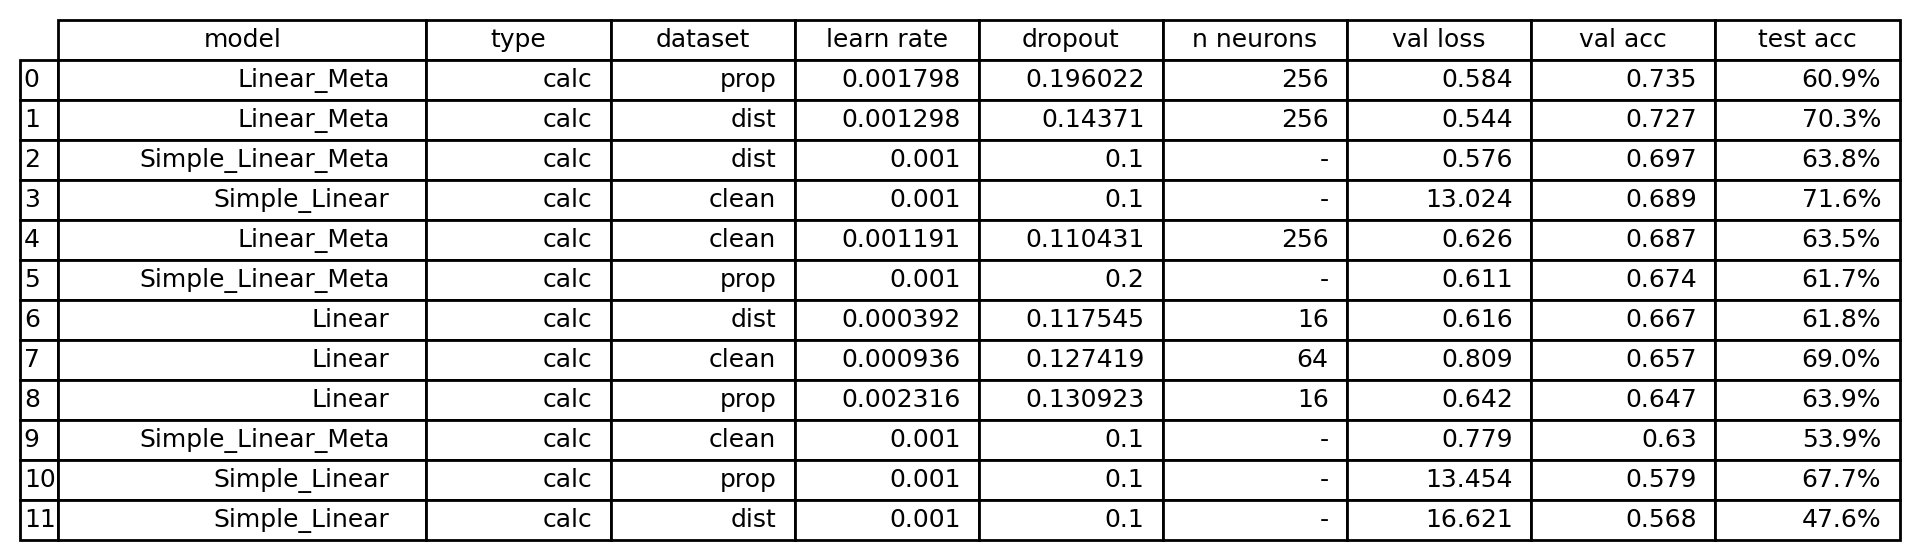 model type dataset learn rate dropout n neurons val loss val acc test acc
0 Linear_Meta calc prop 0.001798 0.196022 256 0.584 0.735 60.9%
1 Linear_Meta calc dist 0.001298 0.14371 256 0.544 0.727 70.3%
2 Simple_Linear_Meta calc dist 0.001 0.1 - 0.576 0.697 63.8%
3 Simple_Linear calc clean 0.001 0.1 - 13.024 0.689 71.6%
4 Linear_Meta calc clean 0.001191 0.110431 256 0.626 0.687 63.5%
5 Simple_Linear_Meta calc prop 0.001 0.2 - 0.611 0.674 61.7%
6 Linear calc dist 0.000392 0.117545 16 0.616 0.667 61.8%
7 Linear calc clean 0.000936 0.127419 64 0.809 0.657 69.0%
8 Linear calc prop 0.002316 0.130923 16 0.642 0.647 63.9%
9 Simple_Linear_Meta calc clean 0.001 0.1 - 0.779 0.63 53.9%
10 Simple_Linear calc prop 0.001 0.1 - 13.454 0.579 67.7%
11 Simple_Linear calc dist 0.001 0.1 - 16.621 0.568 47.6%